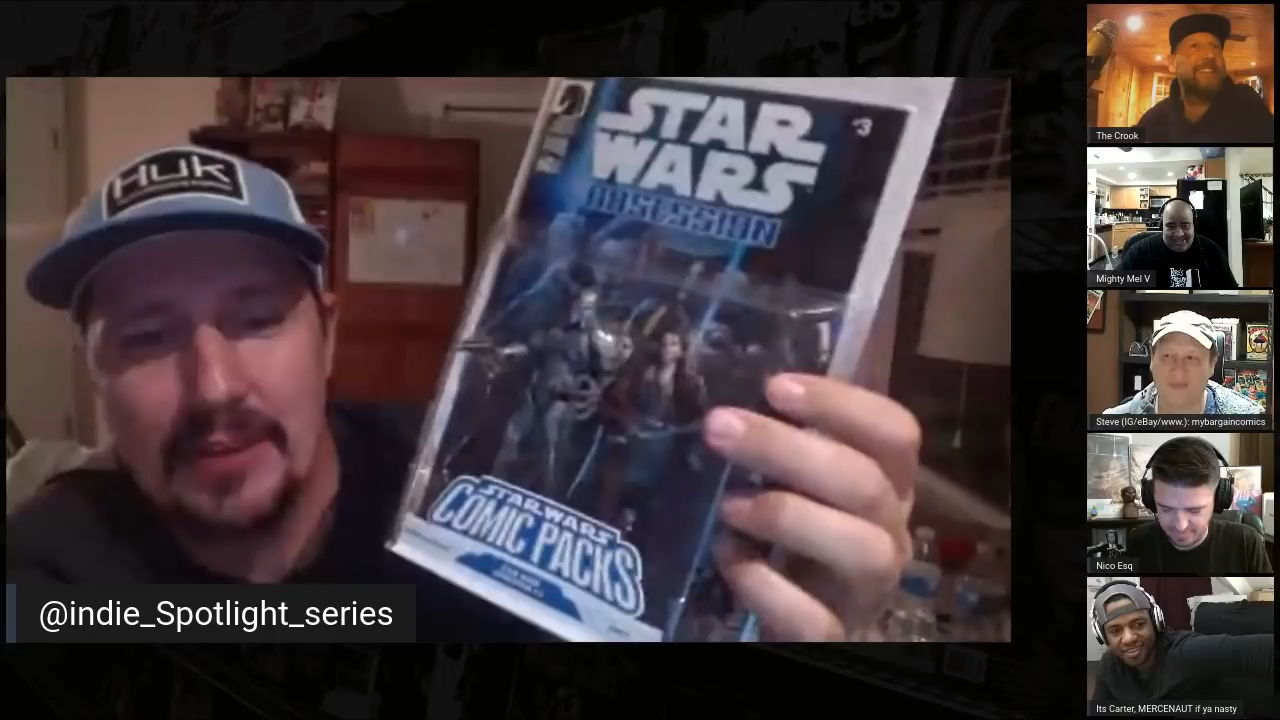 HUK
STAR
WARS
#3
OBSESSION
STAR WARS
COMIC PACKS
@indie_Spotlight_series
The Crook
Mighty Mel V
Steve (IG/eBay/www.): mybargaincomics
Nico Esq
Its Carter, MERCENAUT if ya nasty